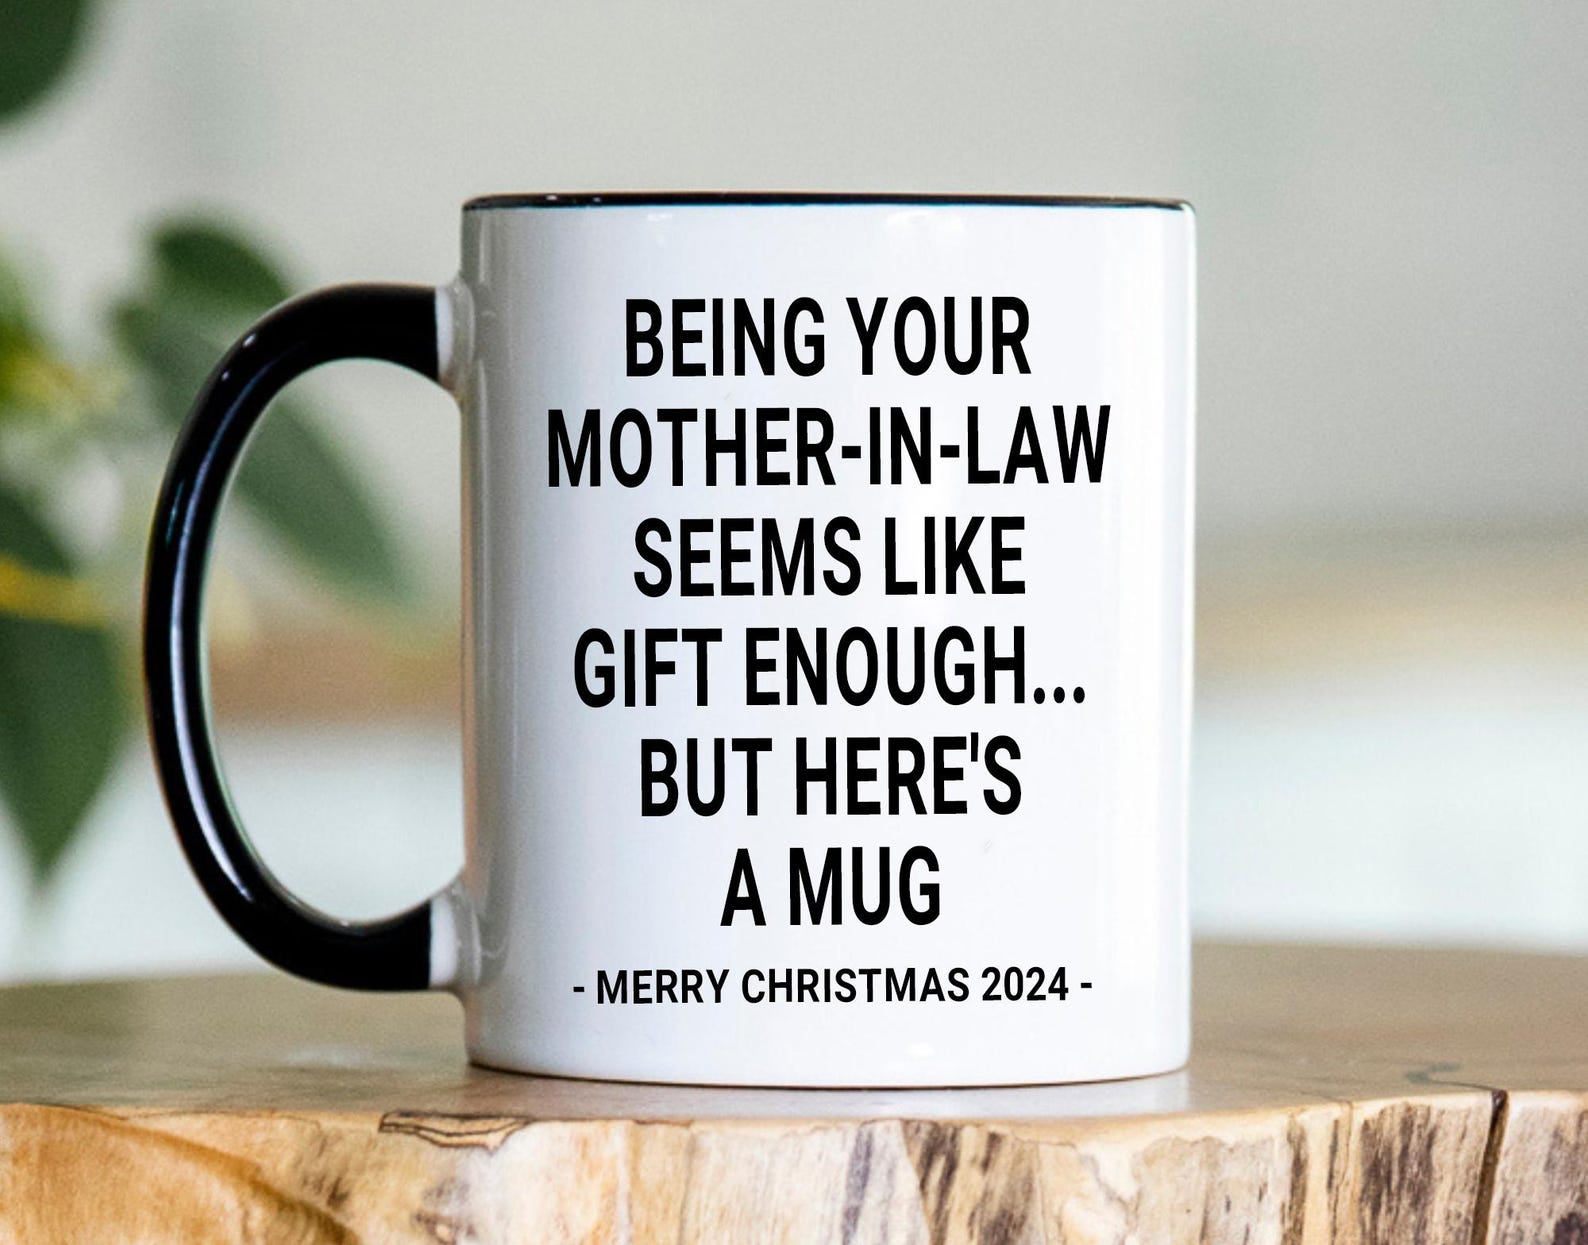 BEING YOUR
MOTHER-IN-LAW
SEEMS LIKE
GIFT ENOUGH...
BUT HERE'S
A MUG
- MERRY CHRISTMAS 2024 -